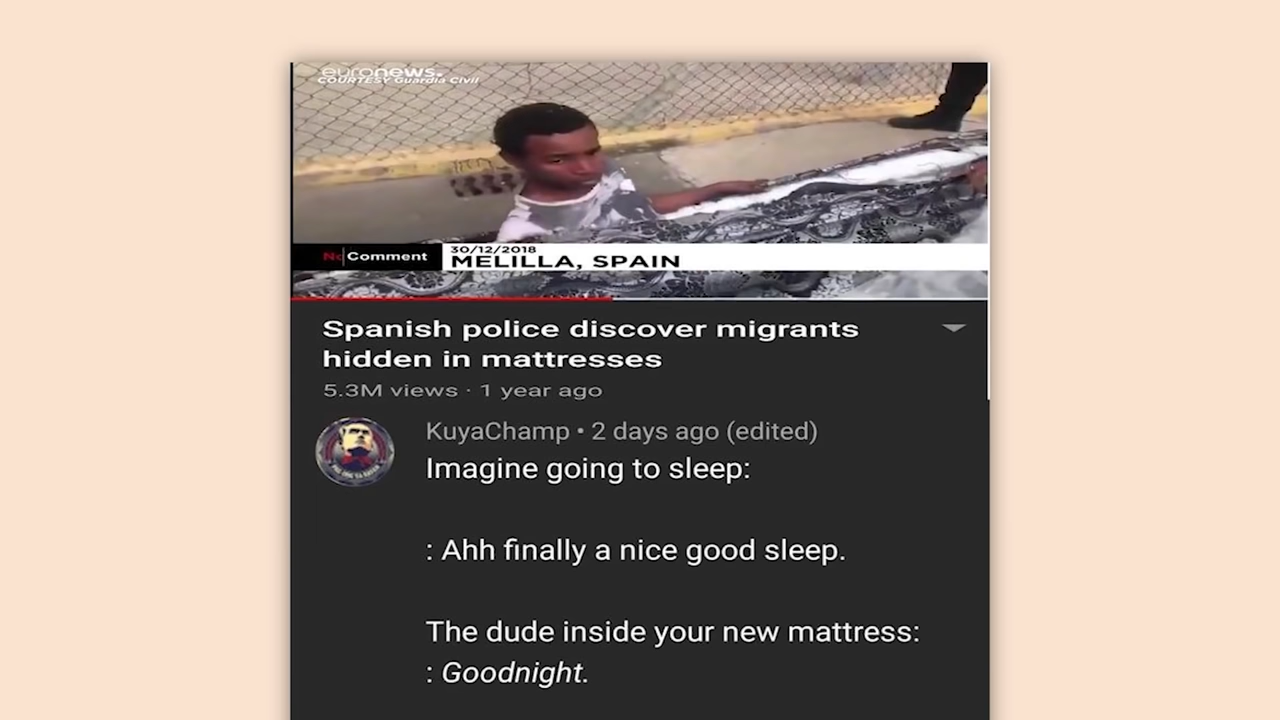 euronews.
COURTESY Guardia Civil
No Comment
30/12/2018
MELILLA, SPAIN
Spanish police discover migrants
hidden in mattresses
5.3M views · 1 year ago
KuyaChamp • 2 days ago (edited)
Imagine going to sleep:
: Ahh finally a nice good sleep.
The dude inside your new mattress:
: Goodnight.